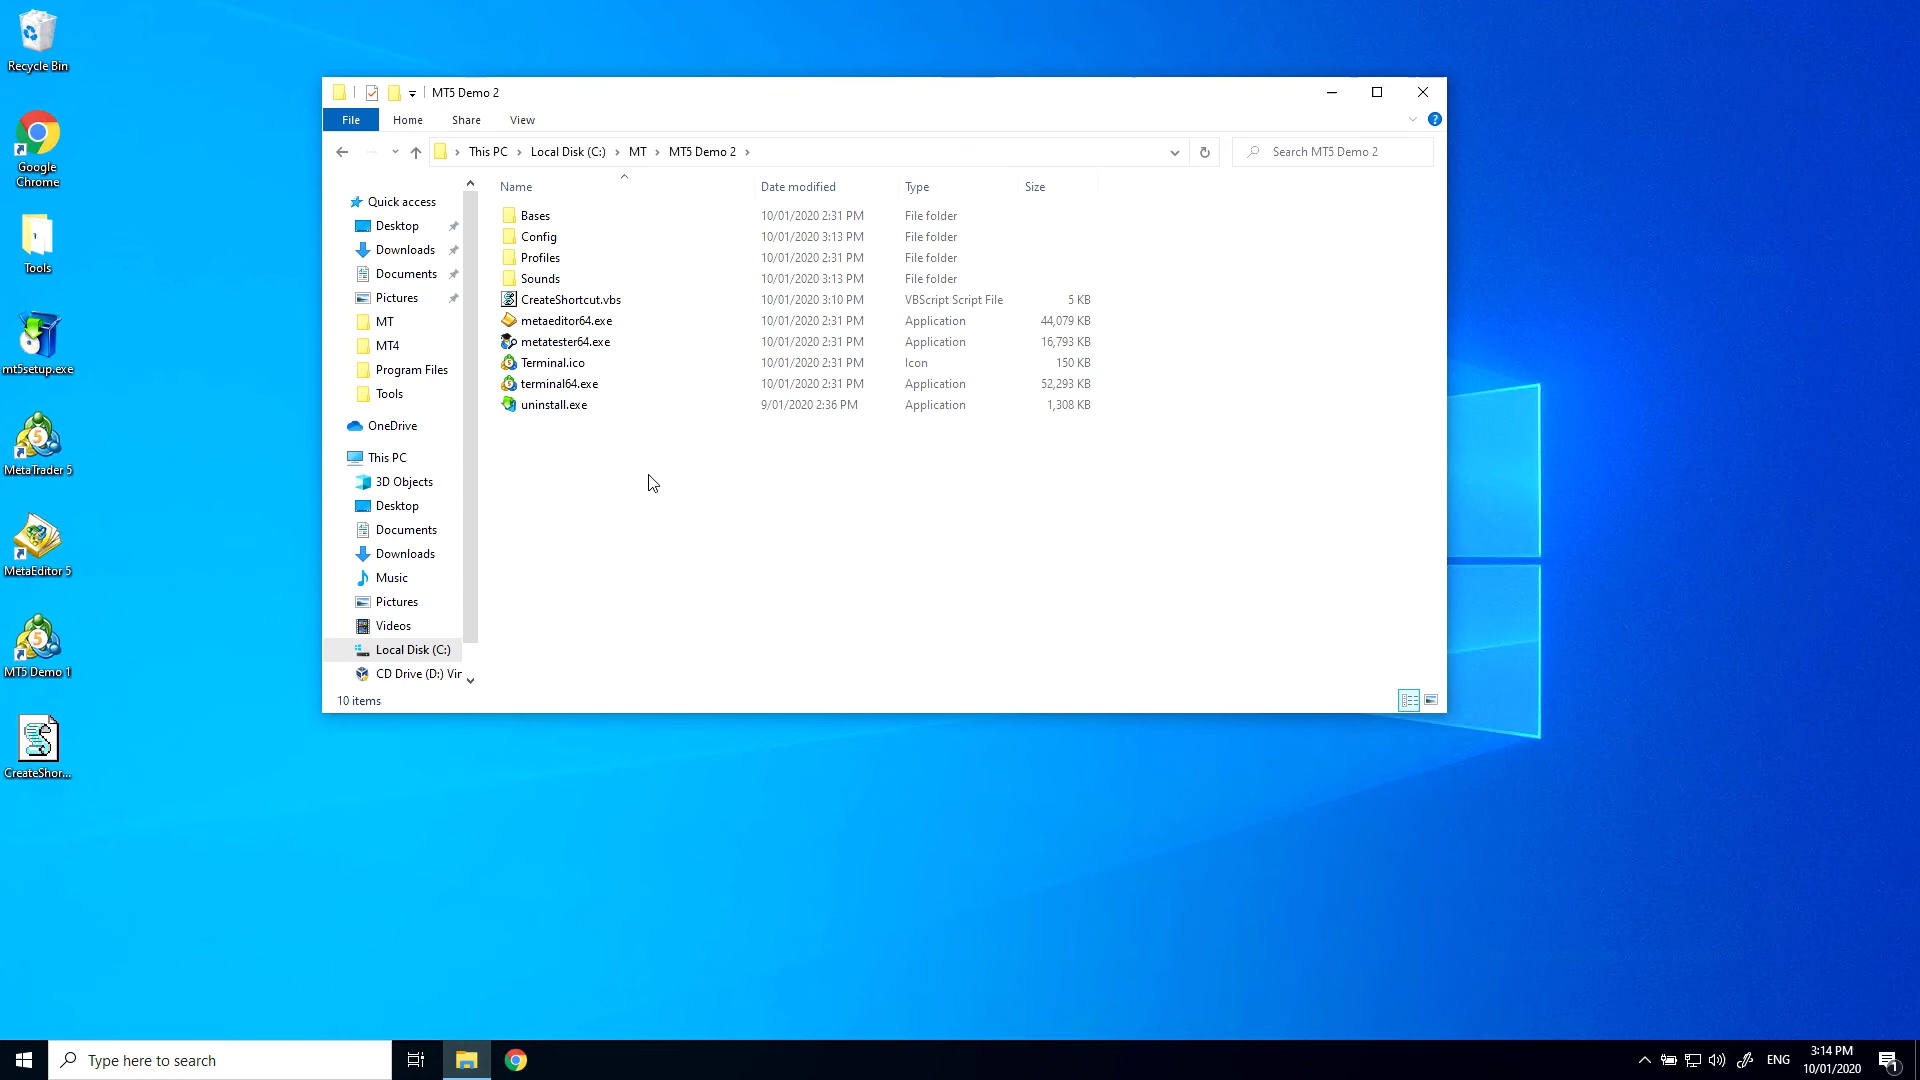 Recycle Bin
Google
Chrome
Tools
mt5setup.exe
MetaTrader 5
MetaEditor 5
MT5 Demo 1
CreateShor...
MT5 Demo 2
File Home Share View
This PC › Local Disk (C:) › MT › MT5 Demo 2 ›
Search MT5 Demo 2
Quick access
Desktop
Downloads
Documents
Pictures
MT
MT4
Program Files
Tools
OneDrive
This PC
3D Objects
Desktop
Documents
Downloads
Music
Pictures
Videos
Local Disk (C:)
CD Drive (D:) Vir
Name Date modified Type Size
Bases 10/01/2020 2:31 PM File folder
Config 10/01/2020 3:13 PM File folder
Profiles 10/01/2020 2:31 PM File folder
Sounds 10/01/2020 3:13 PM File folder
CreateShortcut.vbs 10/01/2020 3:10 PM VBScript Script File 5 KB
metaeditor64.exe 10/01/2020 2:31 PM Application 44,079 KB
metatester64.exe 10/01/2020 2:31 PM Application 16,793 KB
Terminal.ico 10/01/2020 2:31 PM Icon 150 KB
terminal64.exe 10/01/2020 2:31 PM Application 52,293 KB
uninstall.exe 9/01/2020 2:36 PM Application 1,308 KB
10 items
Type here to search
ENG
3:14 PM
10/01/2020
1